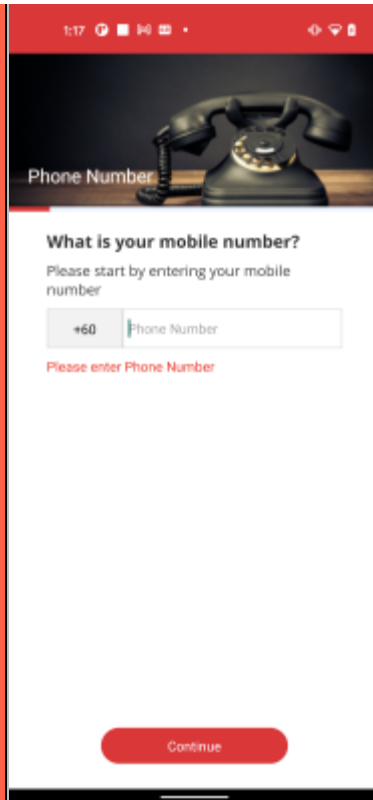 1:17
Phone Number
What is your mobile number?
Please start by entering your mobile
number
+60 Phone Number
Please enter Phone Number
Continue